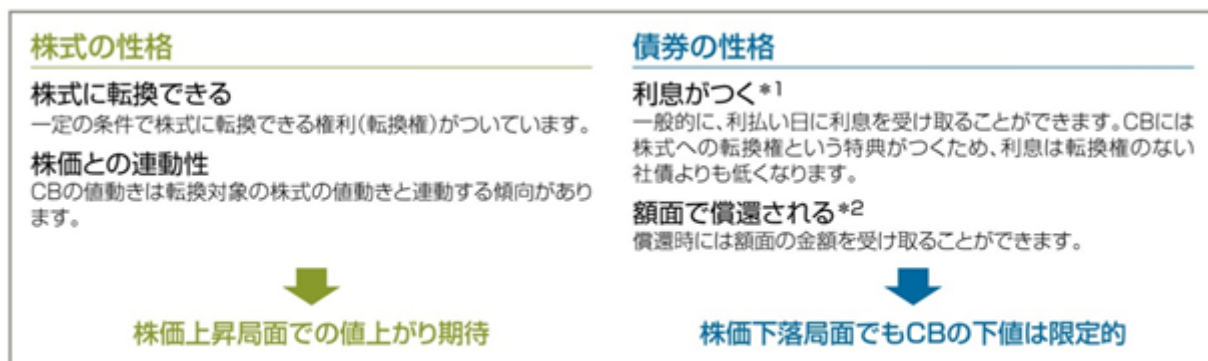 株式の性格
株式に転換できる
一定の条件で株式に転換できる権利(転換権)がついています。
株価との連動性
CBの値動きは転換対象の株式の値動きと連動する傾向があり
ます。
株価上昇局面での値上がり期待
債券の性格
利息がつく*1
一般的に、利払い日に利息を受け取ることができます。CBには
株式への転換権という特典がつくため、利息は転換権のない
社債よりも低くなります。
額面で償還される*2
償還時には額面の金額を受け取ることができます。
株価下落局面でもCBの下値は限定的